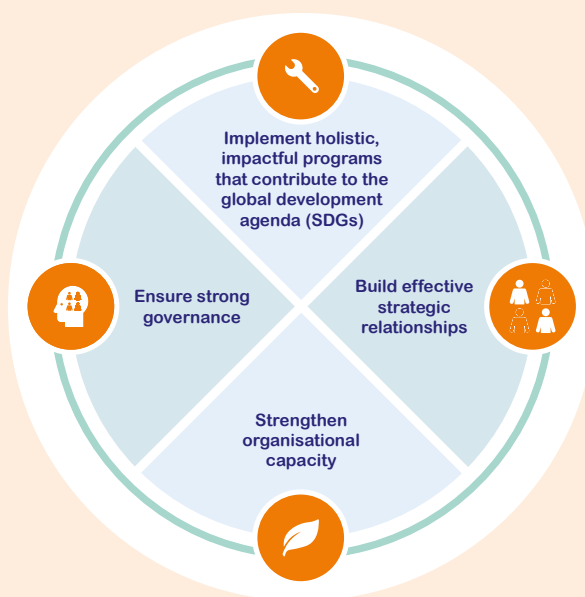 Implement holistic,
impactful programs
that contribute to the
global development
agenda (SDGs)
Ensure strong
governance
Build effective
strategic
relationships
Strengthen
organisational
capacity